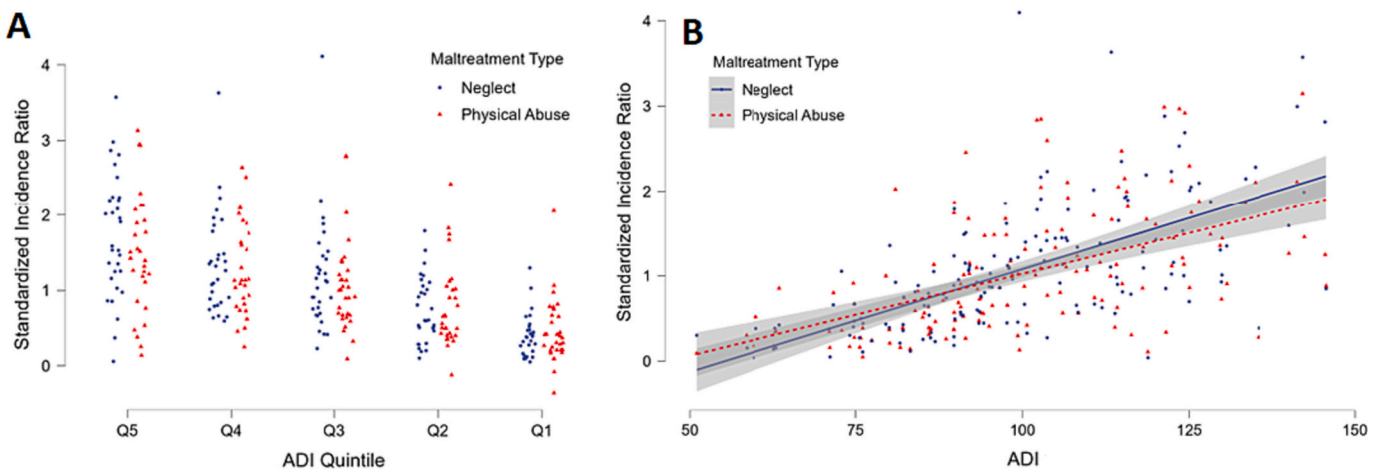 A
Maltreatment Type
Neglect
Physical Abuse
Standardized Incidence Ratio
4
3
2
1
0
Q5 Q4 Q3 Q2 Q1
ADI Quintile
B
Maltreatment Type
Neglect
Physical Abuse
Standardized Incidence Ratio
4
3
2
1
0
50 75 100 125 150
ADI